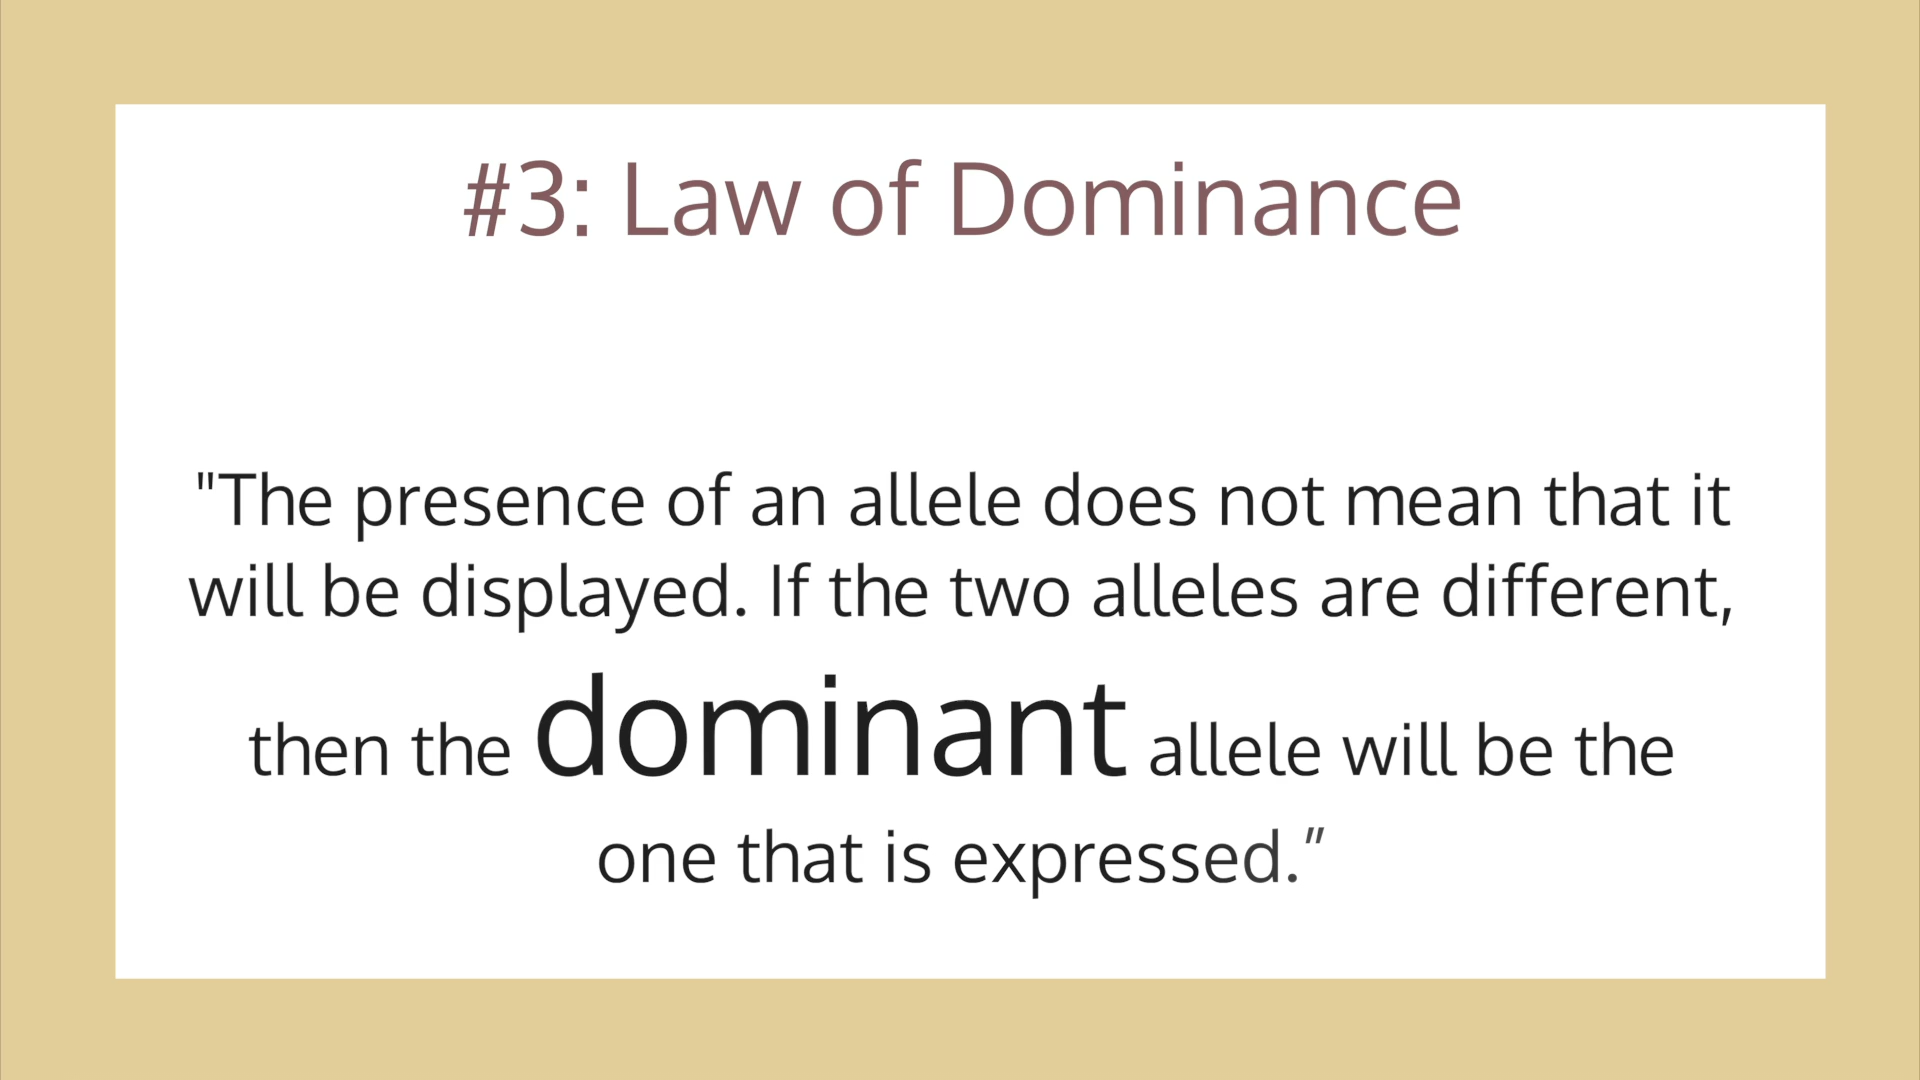 #3: Law of Dominance
"The presence of an allele does not mean that it
will be displayed. If the two alleles are different,
then the dominant allele will be the
one that is expressed.”